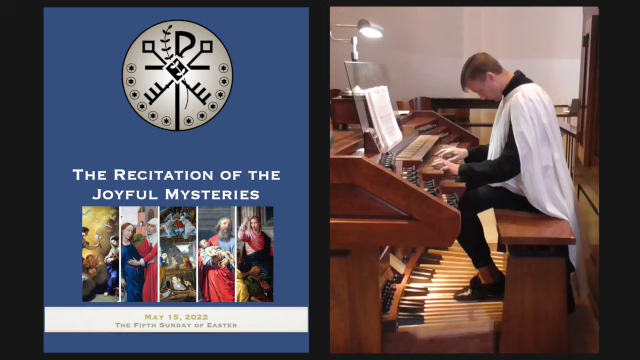 The Recitation of the
Joyful Mysteries
May 15, 2022
The Fifth Sunday of Easter